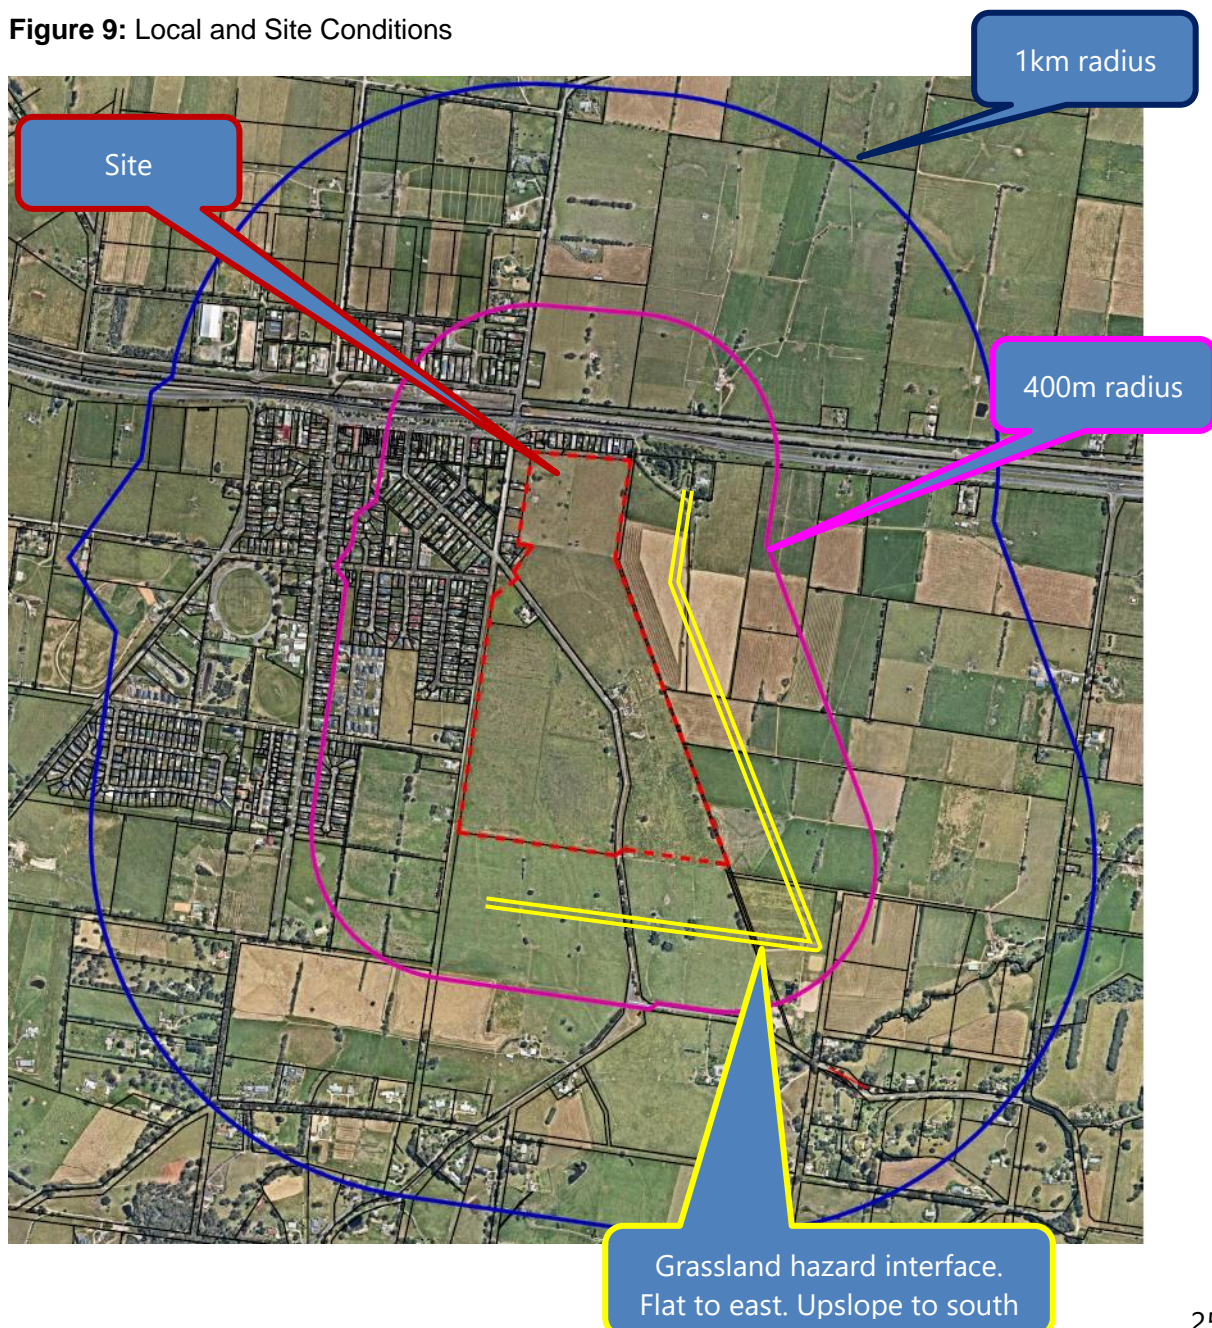 Figure 9: Local and Site Conditions
1km radius
Site
400m radius
Grassland hazard interface.
Flat to east. Upslope to south
25